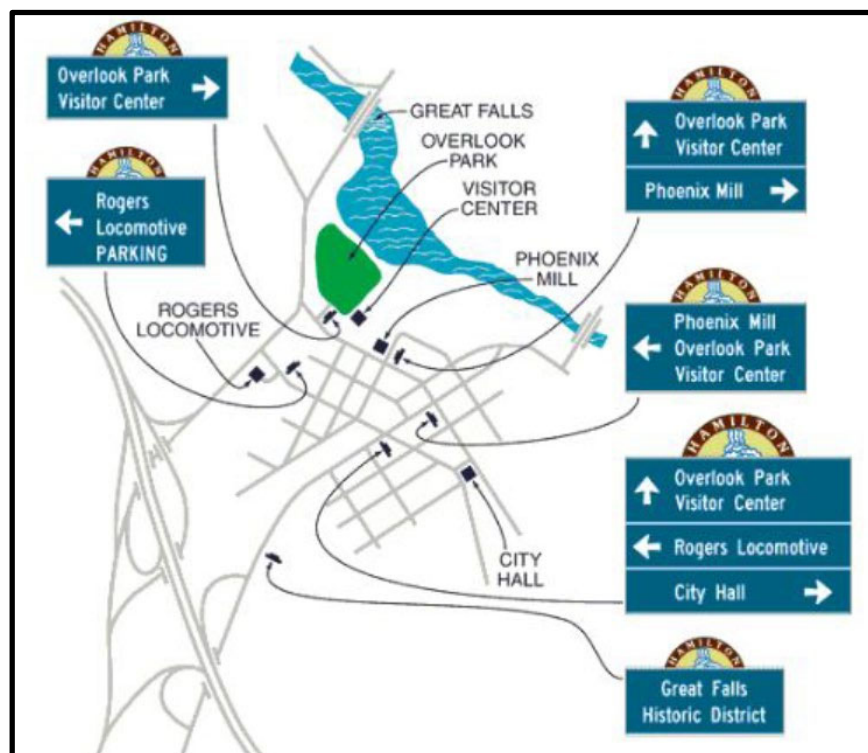 HAMILTON
Overlook Park
Visitor Center
HAMILTON
Rogers
Locomotive
PARKING
GREAT FALLS
OVERLOOK
PARK
VISITOR
CENTER
PHOENIX
MILL
ROGERS
LOCOMOTIVE
CITY
HALL
HAMILTON
Overlook Park
Visitor Center
Phoenix Mill
HAMILTON
Phoenix Mill
Overlook Park
Visitor Center
HAMILTON
Overlook Park
Visitor Center
Rogers Locomotive
City Hall
HAMILTON
Great Falls
Historic District